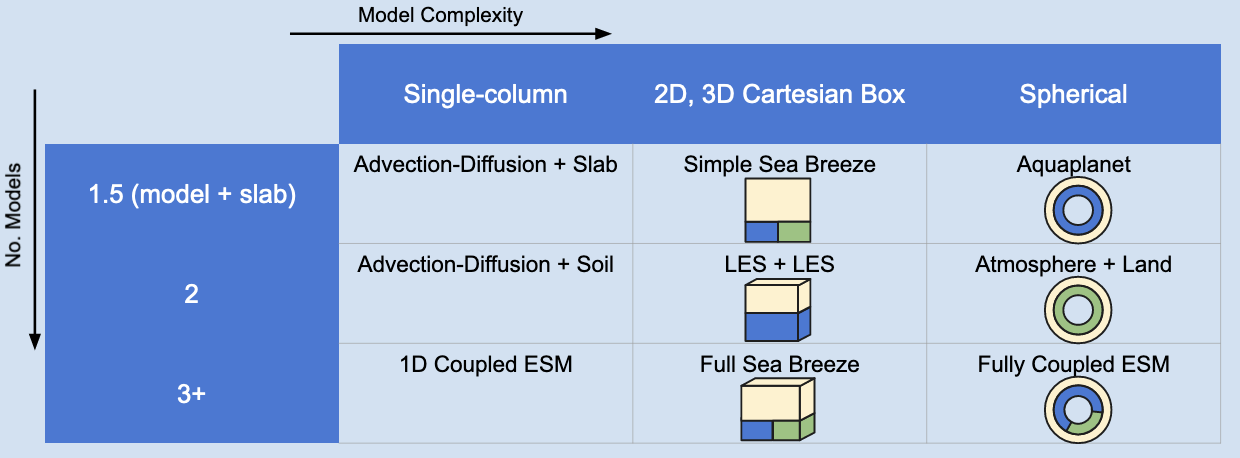 Model Complexity
Single-column
2D, 3D Cartesian Box
Spherical
No. Models
1.5 (model + slab)
Advection-Diffusion + Slab
Simple Sea Breeze
Aquaplanet
2
Advection-Diffusion + Soil
LES + LES
Atmosphere + Land
3+
1D Coupled ESM
Full Sea Breeze
Fully Coupled ESM